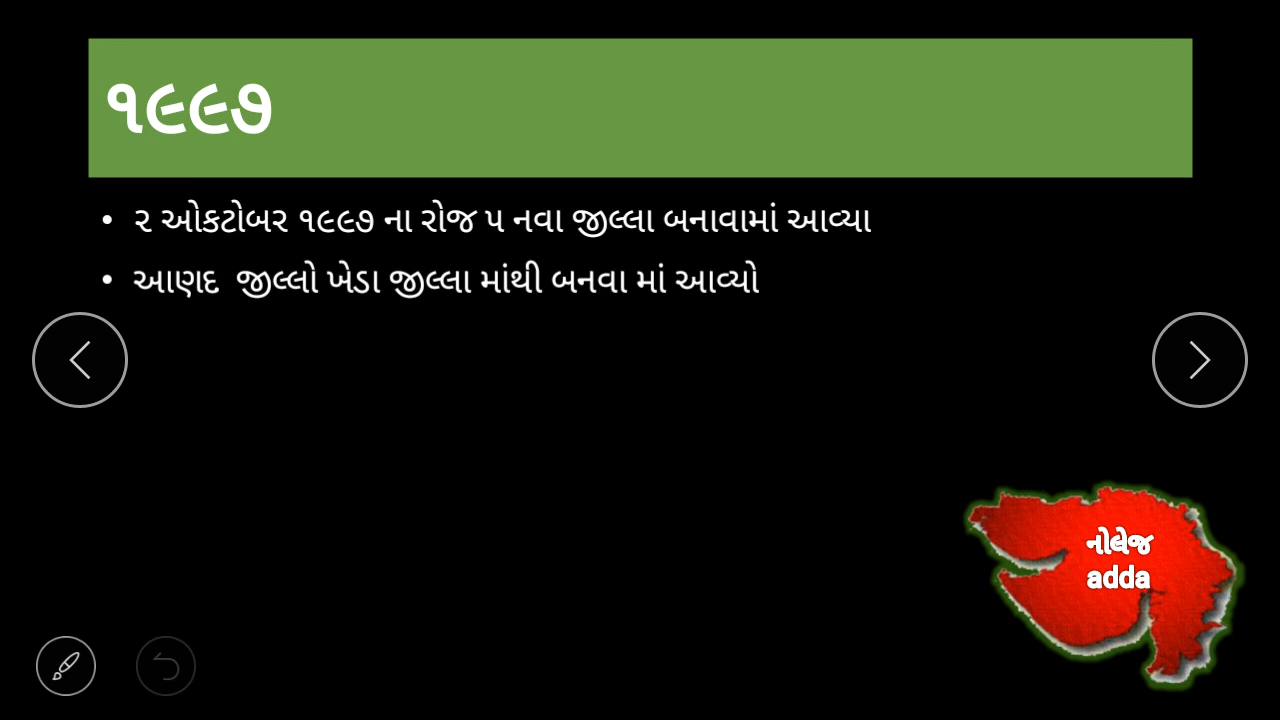 ૧૯૯૭
• ૨ ઓકટોબર ૧૯૯૭ ના રોજ ૫ નવા જીલ્લા બનાવામાં આવ્યા
• આણદ જીલ્લો ખેડા જીલ્લા માંથી બનવા માં આવ્યો
નોલેજ
adda